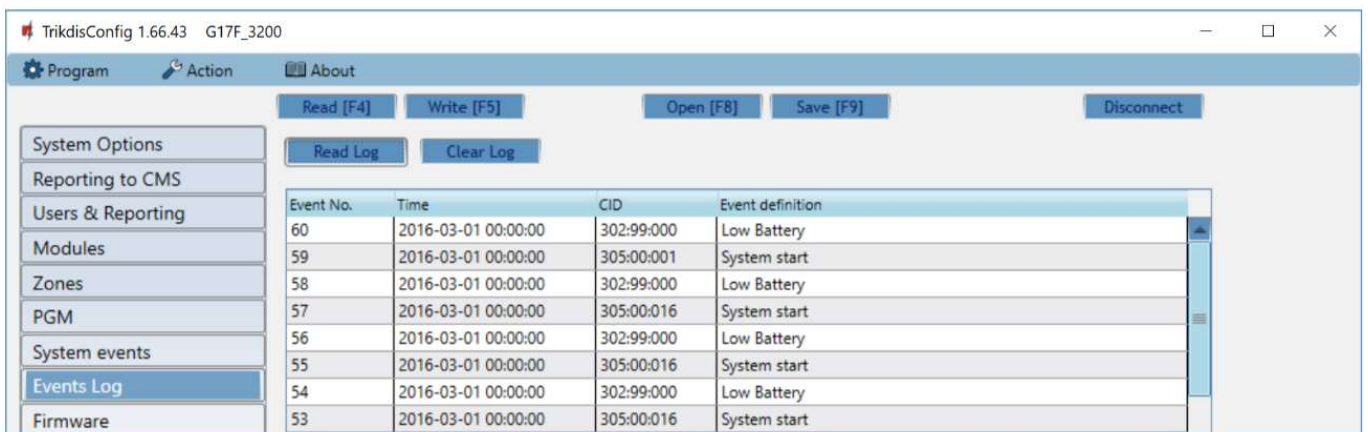 TrikdisConfig 1.66.43 G17F_3200
Program Action About
Read [F4] Write [F5] Open [F8] Save [F9] Disconnect
Read Log Clear Log
System Options
Reporting to CMS
Users & Reporting
Modules
Zones
PGM
System events
Events Log
Firmware
Event No. Time CID Event definition
60 2016-03-01 00:00:00 302:99:000 Low Battery
59 2016-03-01 00:00:00 305:00:001 System start
58 2016-03-01 00:00:00 302:99:000 Low Battery
57 2016-03-01 00:00:00 305:00:016 System start
56 2016-03-01 00:00:00 302:99:000 Low Battery
55 2016-03-01 00:00:00 305:00:016 System start
54 2016-03-01 00:00:00 302:99:000 Low Battery
53 2016-03-01 00:00:00 305:00:016 System start